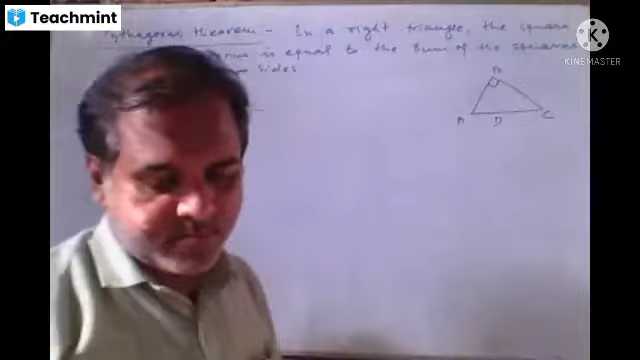 Teachmint
Pythagoras theorem - In a right triangle, the square
is equal to the sum of the squares
sides
B
A D C
K
KINEMASTER